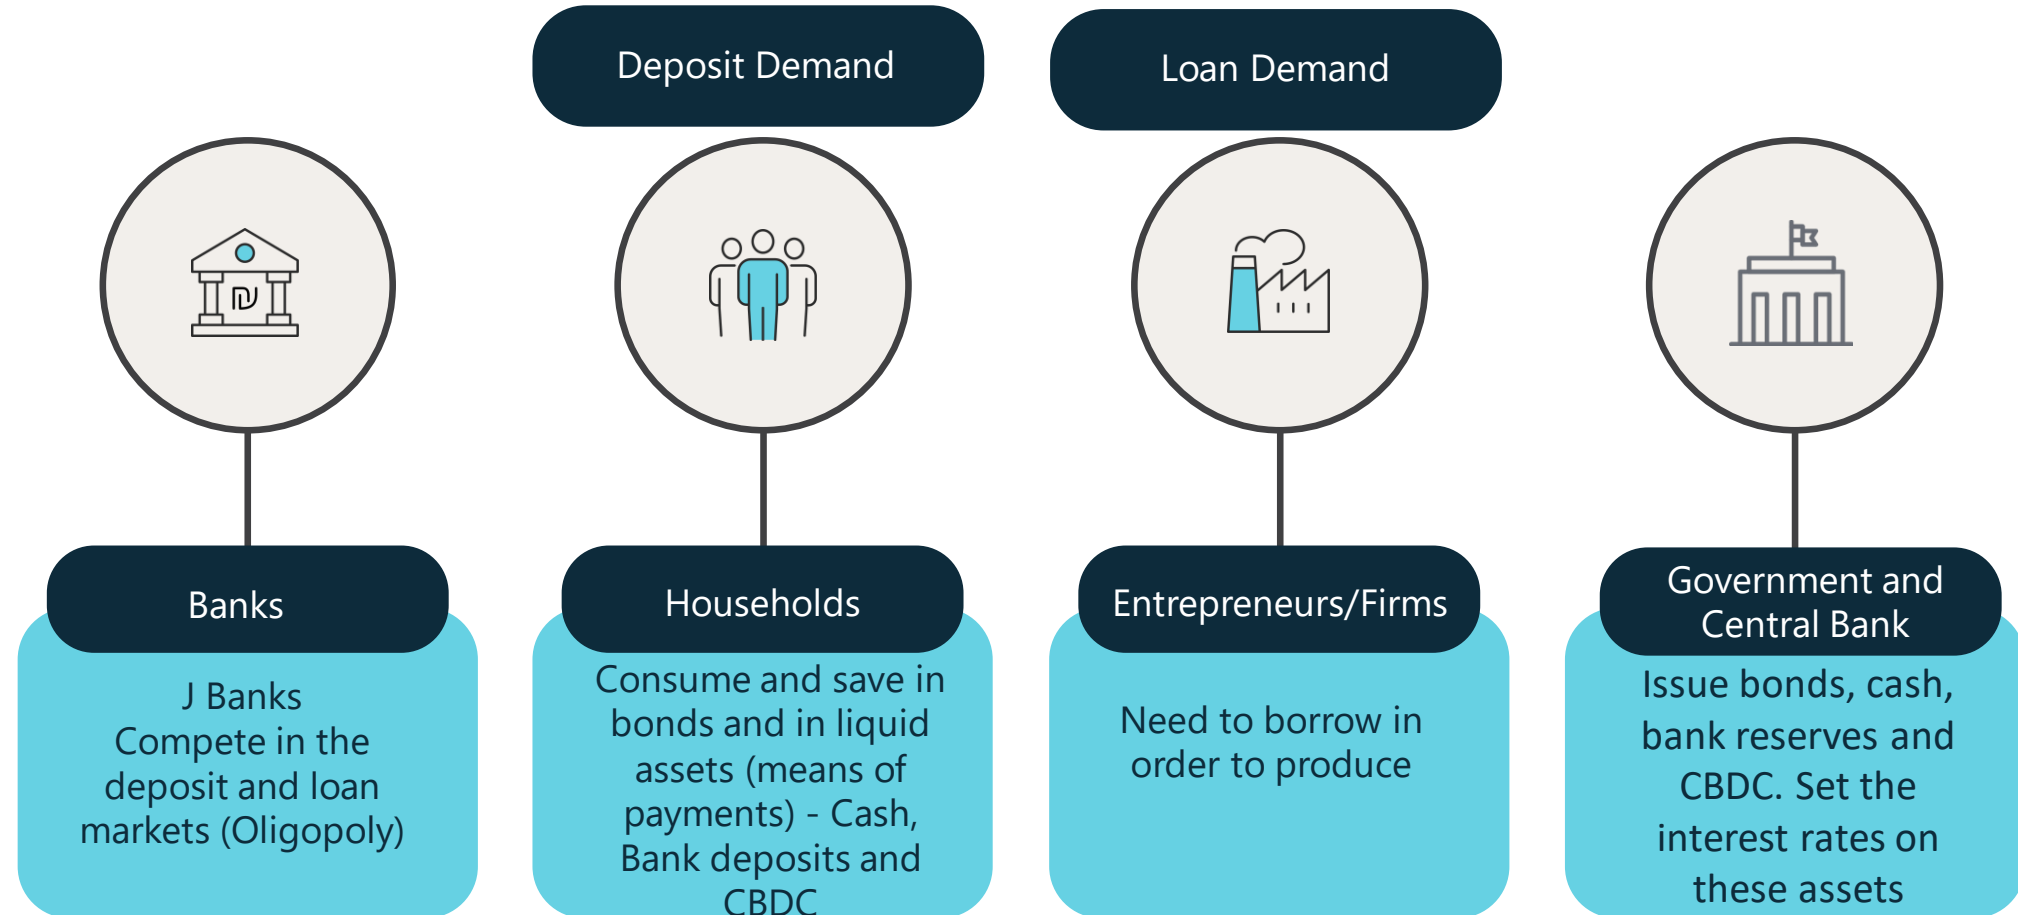 Deposit Demand
Loan Demand
₪
Banks
J Banks
Compete in the
deposit and loan
markets (Oligopoly)
Households
Consume and save in
bonds and in liquid
assets (means of
payments) - Cash,
Bank deposits and
CBDC
Entrepreneurs/Firms
Need to borrow in
order to produce
Government and
Central Bank
Issue bonds, cash,
bank reserves and
CBDC. Set the
interest rates on
these assets